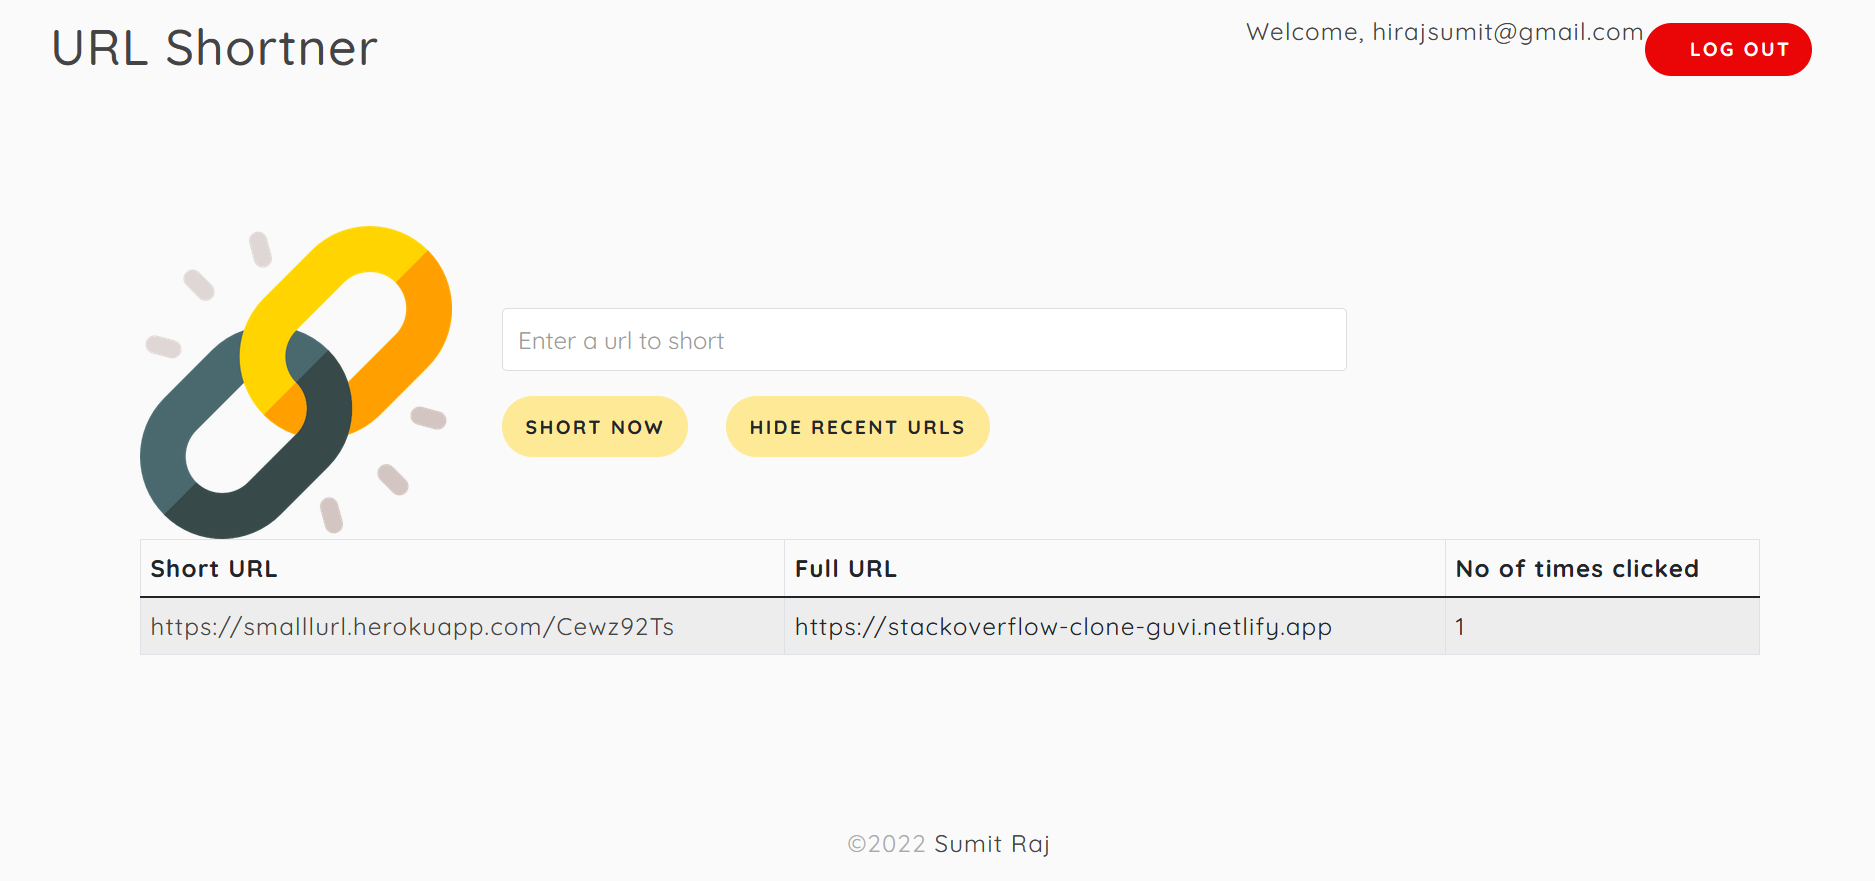 URL Shortner
Welcome, hirajsumit@gmail.com
LOG OUT
Enter a url to short
SHORT NOW
HIDE RECENT URLS
Short URL Full URL No of times clicked
https://smalllurl.herokuapp.com/Cewz92Ts https://stackoverflow-clone-guvi.netlify.app 1
©2022 Sumit Raj